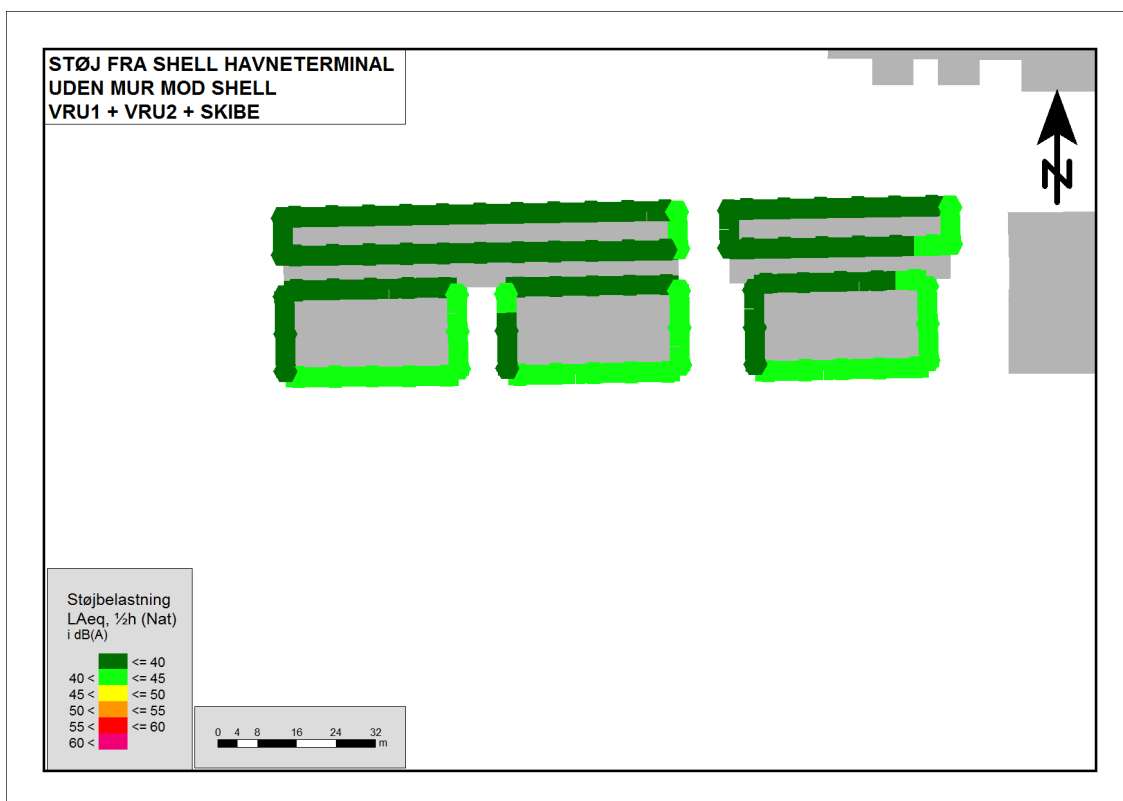 STØJ FRA SHELL HAVNETERMINAL
UDEN MUR MOD SHELL
VRU1 + VRU2 + SKIBE
N
Støjbelastning
LAeq, ½h (Nat)
i dB(A)
<= 40
40 < <= 45
45 < <= 50
50 < <= 55
55 < <= 60
60 <
0 4 8 16 24 32
m